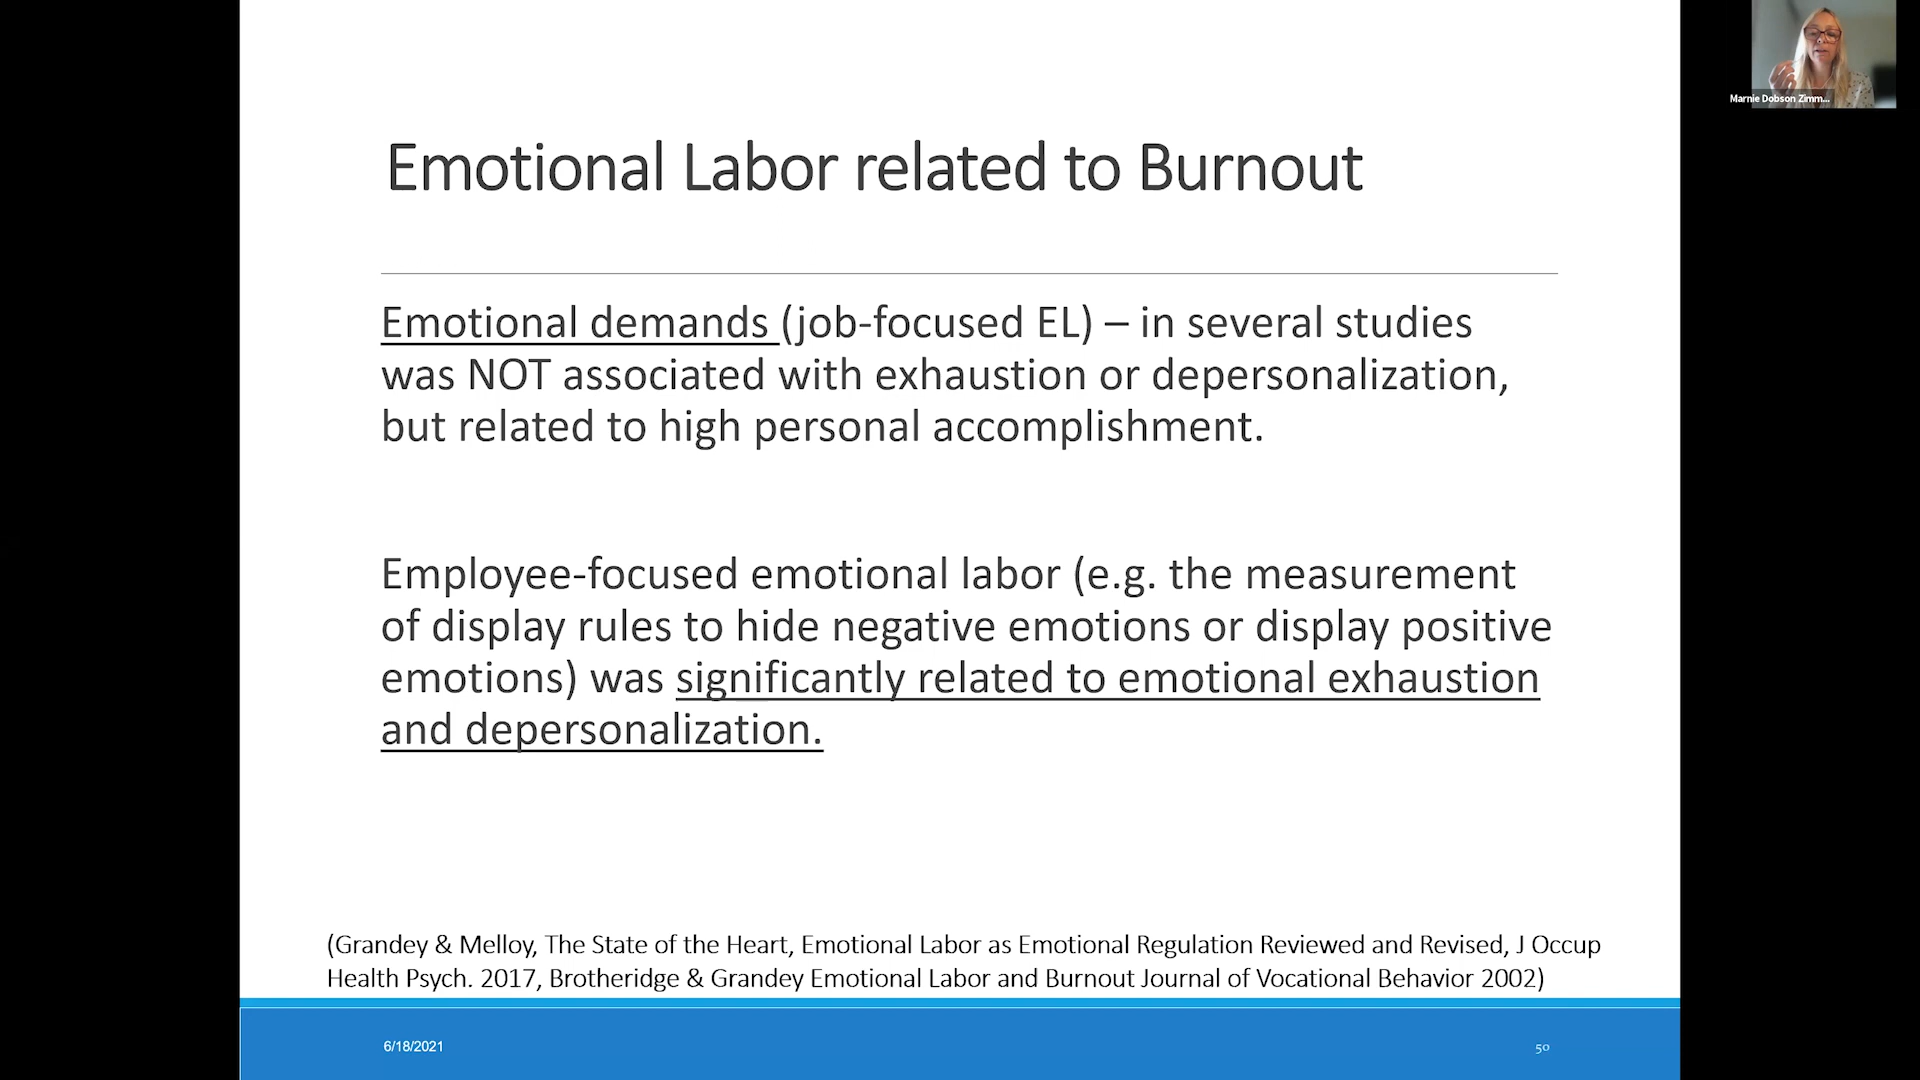 Marnie Dobson Zimm...
Emotional Labor related to Burnout
Emotional demands (job-focused EL) – in several studies
was NOT associated with exhaustion or depersonalization,
but related to high personal accomplishment.
Employee-focused emotional labor (e.g. the measurement
of display rules to hide negative emotions or display positive
emotions) was significantly related to emotional exhaustion
and depersonalization.
(Grandey & Melloy, The State of the Heart, Emotional Labor as Emotional Regulation Reviewed and Revised, J Occup
Health Psych. 2017, Brotheridge & Grandey Emotional Labor and Burnout Journal of Vocational Behavior 2002)
6/18/2021
50